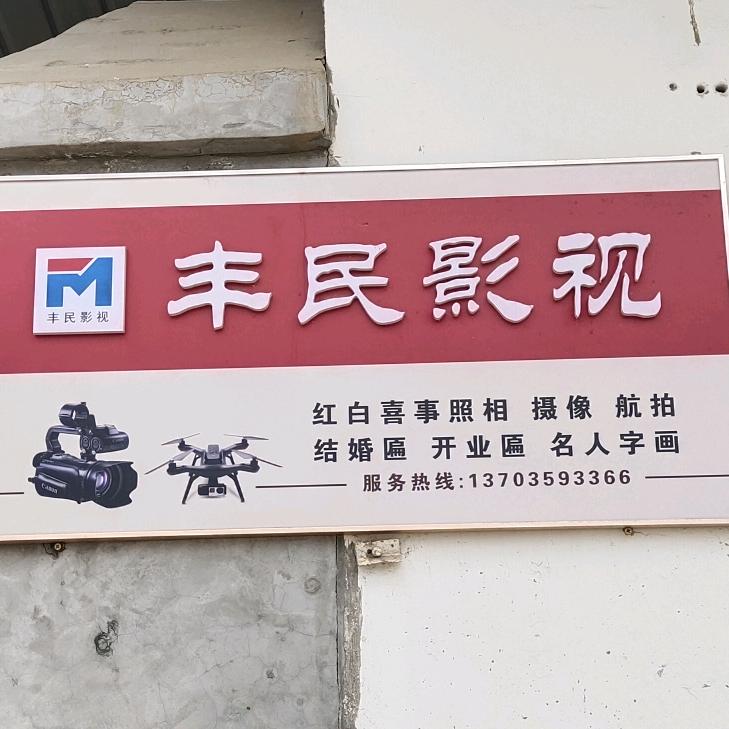 丰民影视
丰民影视
红白喜事照相 摄像 航拍
结婚匾 开业匾 名人字画
服务热线:13703593366
Canon